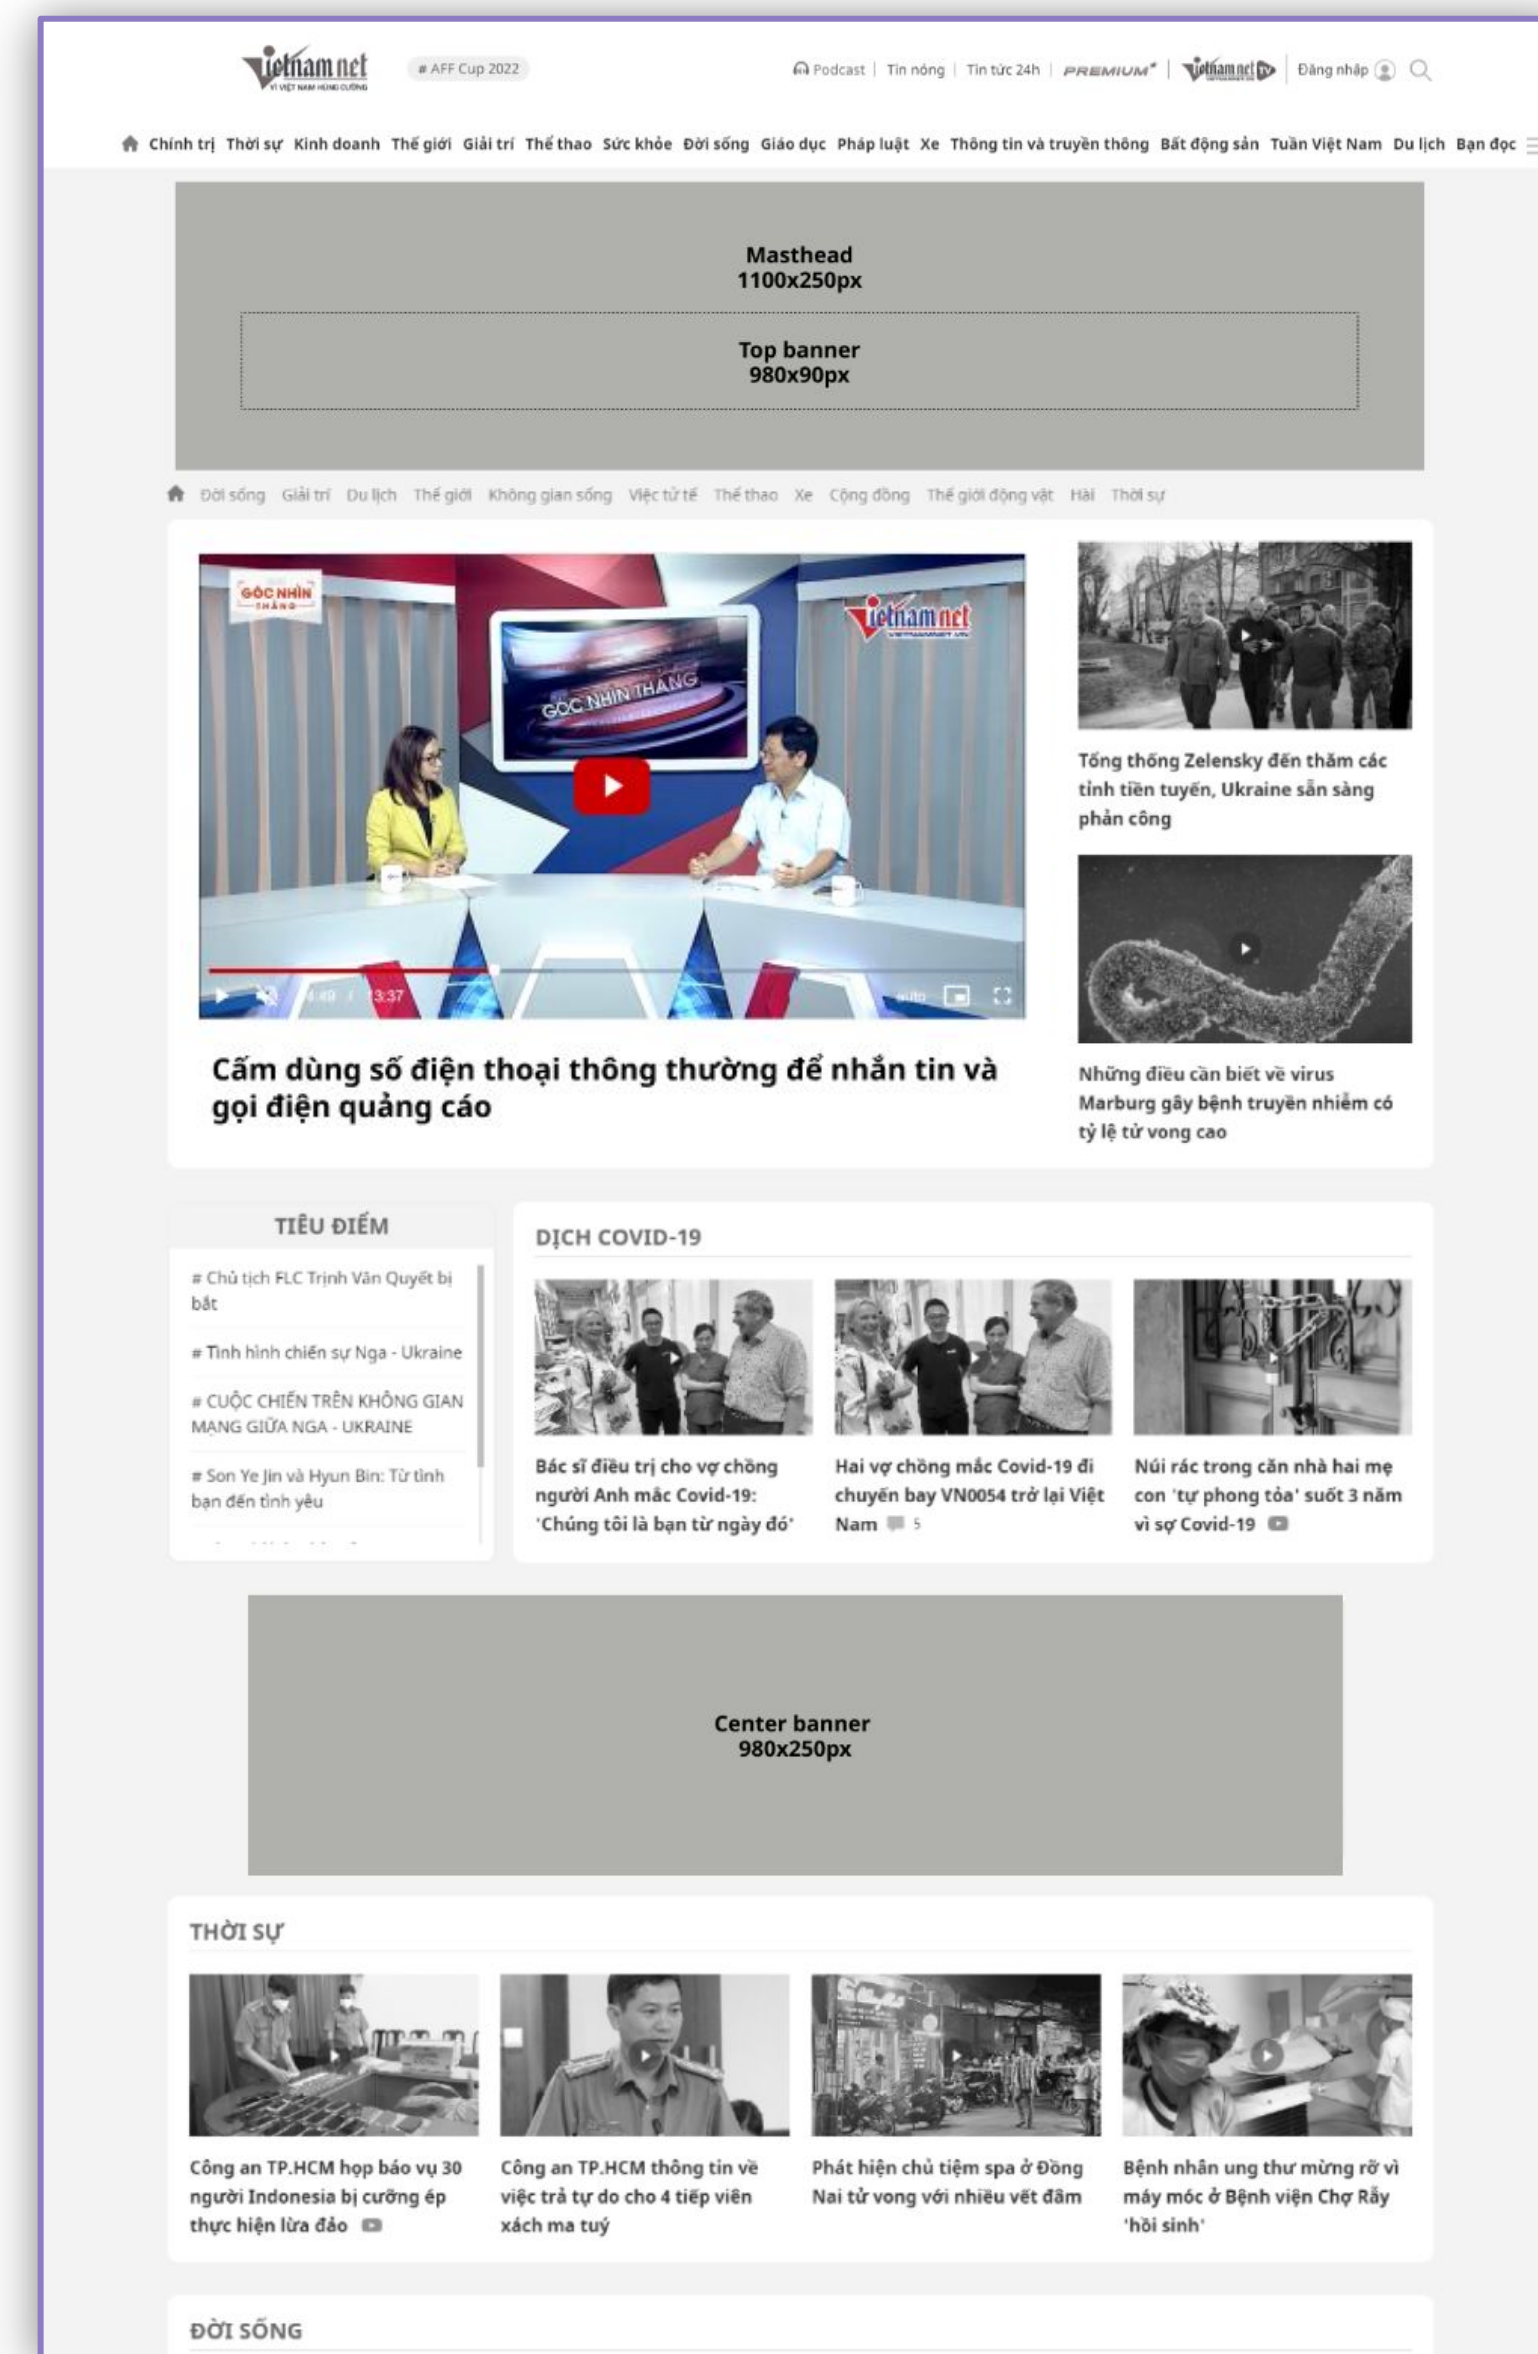 Vietnamnet
VÌ VIỆT NAM HÙNG CƯỜNG
# AFF Cup 2022
Podcast | Tin nóng | Tin tức 24h | PREMIUM | Vietnamnet TV | Đăng nhập
Chính trị Thời sự Kinh doanh Thế giới Giải trí Thể thao Sức khỏe Đời sống Giáo dục Pháp luật Xe Thông tin và truyền thông Bất động sản Tuần Việt Nam Du lịch Bạn đọc
Masthead
1100x250px
Top banner
980x90px
Đời sống Giải trí Du lịch Thế giới Không gian sống Việc tử tế Thể thao Xe Cộng đồng Thế giới động vật Hài Thời sự
GÓC NHÌN
THẲNG
Vietnamnet
VIETNAMNET.VN
GÓC NHÌN THẲNG
4:49 / 13:37
auto
Cấm dùng số điện thoại thông thường để nhắn tin và
gọi điện quảng cáo
Tổng thống Zelensky đến thăm các
tỉnh tiền tuyến, Ukraine sẵn sàng
phản công
Những điều cần biết về virus
Marburg gây bệnh truyền nhiễm có
tỷ lệ tử vong cao
TIÊU ĐIỂM
# Chủ tịch FLC Trịnh Văn Quyết bị
bắt
# Tình hình chiến sự Nga - Ukraine
# CUỘC CHIẾN TRÊN KHÔNG GIAN
MẠNG GIỮA NGA - UKRAINE
# Son Ye Jin và Hyun Bin: Từ tình
bạn đến tình yêu
DỊCH COVID-19
Bác sĩ điều trị cho vợ chồng
người Anh mắc Covid-19:
'Chúng tôi là bạn từ ngày đó'
Hai vợ chồng mắc Covid-19 đi
chuyến bay VN0054 trở lại Việt
Nam 5
Núi rác trong căn nhà hai mẹ
con 'tự phong tỏa' suốt 3 năm
vì sợ Covid-19
Center banner
980x250px
THỜI SỰ
Công an TP.HCM họp báo vụ 30
người Indonesia bị cưỡng ép
thực hiện lừa đảo
Công an TP.HCM thông tin về
việc trả tự do cho 4 tiếp viên
xách ma tuý
Phát hiện chủ tiệm spa ở Đồng
Nai tử vong với nhiều vết đâm
Bệnh nhân ung thư mừng rỡ vì
máy móc ở Bệnh viện Chợ Rẫy
'hồi sinh'
ĐỜI SỐNG